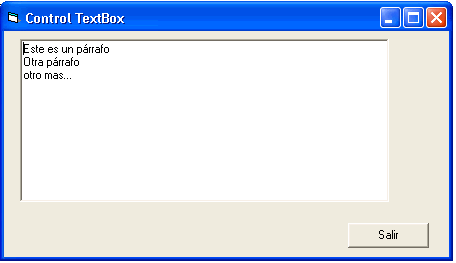 Control TextBox
Este es un párrafo
Otra párrafo
otro mas...
Salir